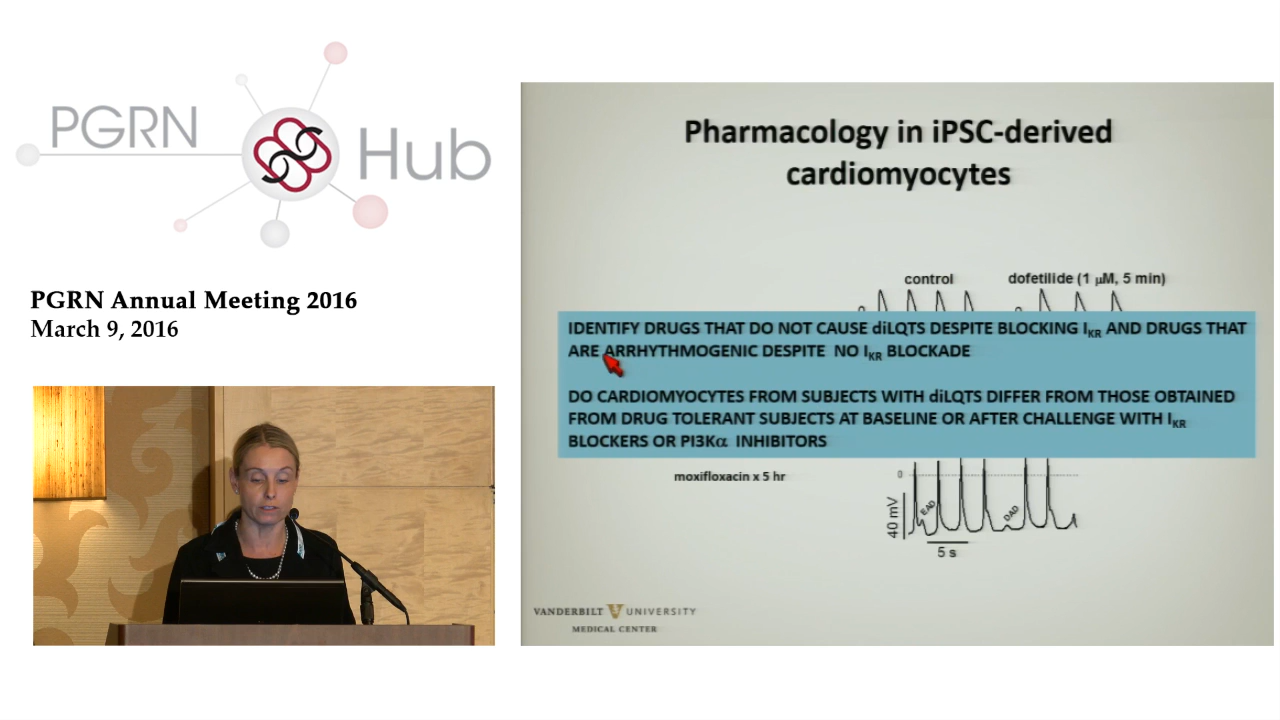 PGRN
Hub
PGRN Annual Meeting 2016
March 9, 2016
Pharmacology in iPSC-derived
cardiomyocytes
control
dofetilide (1 µM, 5 min)
IDENTIFY DRUGS THAT DO NOT CAUSE diLQTS DESPITE BLOCKING IKR AND DRUGS THAT
ARE ARRHYTHMOGENIC DESPITE NO IKR BLOCKADE
DO CARDIOMYOCYTES FROM SUBJECTS WITH diLQTS DIFFER FROM THOSE OBTAINED
FROM DRUG TOLERANT SUBJECTS AT BASELINE OR AFTER CHALLENGE WITH IKR
BLOCKERS OR PI3Kα INHIBITORS
moxifloxacin x 5 hr
0
40 mV
EAD
DAD
5 s
VANDERBILT V UNIVERSITY
MEDICAL CENTER